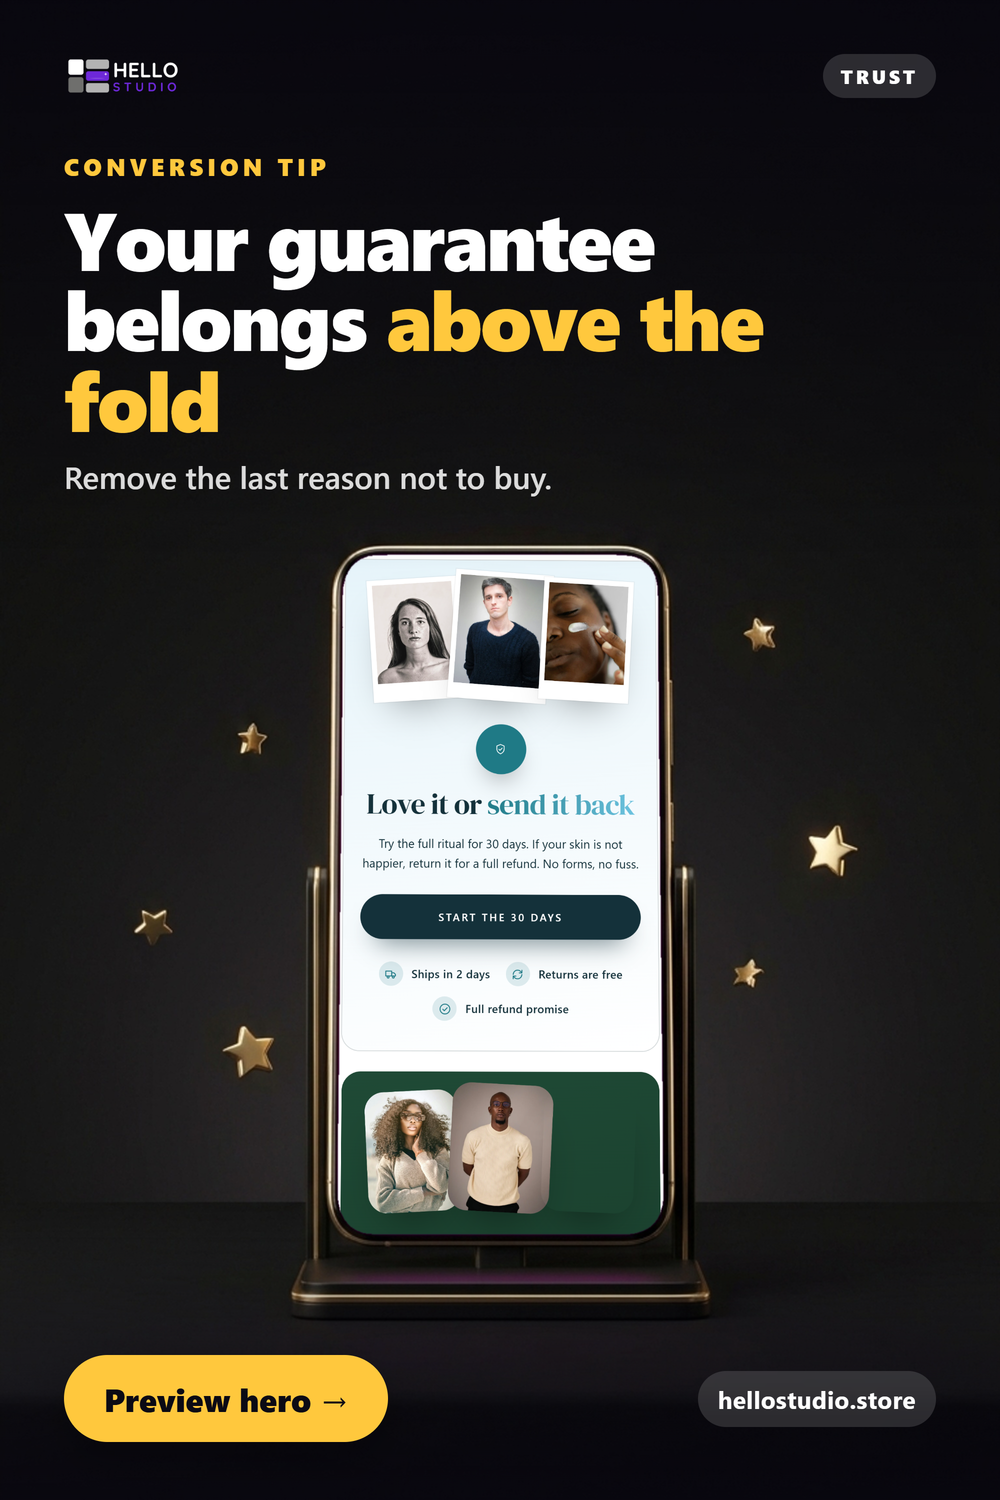 HELLO
STUDIO
TRUST
CONVERSION TIP
Your guarantee
belongs above the
fold
Remove the last reason not to buy.
Love it or send it back
Try the full ritual for 30 days. If your skin is not
happier, return it for a full refund. No forms, no fuss.
START THE 30 DAYS
Ships in 2 days
Returns are free
Full refund promise
Preview hero →
hellostudio.store